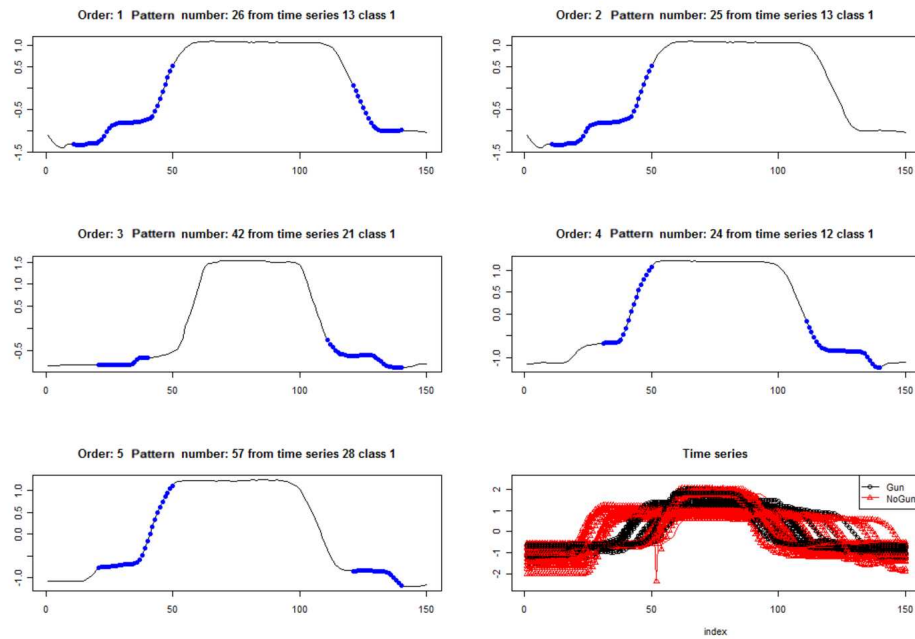 Order: 1 Pattern number: 26 from time series 13 class 1
1.0
0.5
-0.5
-1.5
0 50 100 150
Order: 2 Pattern number: 25 from time series 13 class 1
1.0
0.5
-0.5
-1.5
0 50 100 150
Order: 3 Pattern number: 42 from time series 21 class 1
1.5
0.5
-0.5
0 50 100 150
Order: 4 Pattern number: 24 from time series 12 class 1
1.0
0.0
-1.0
0 50 100 150
Order: 5 Pattern number: 57 from time series 28 class 1
1.0
0.0
-1.0
0 50 100 150
Time series
2
1
0
-1
-2
Gun
NoGun
0 50 100 150
index